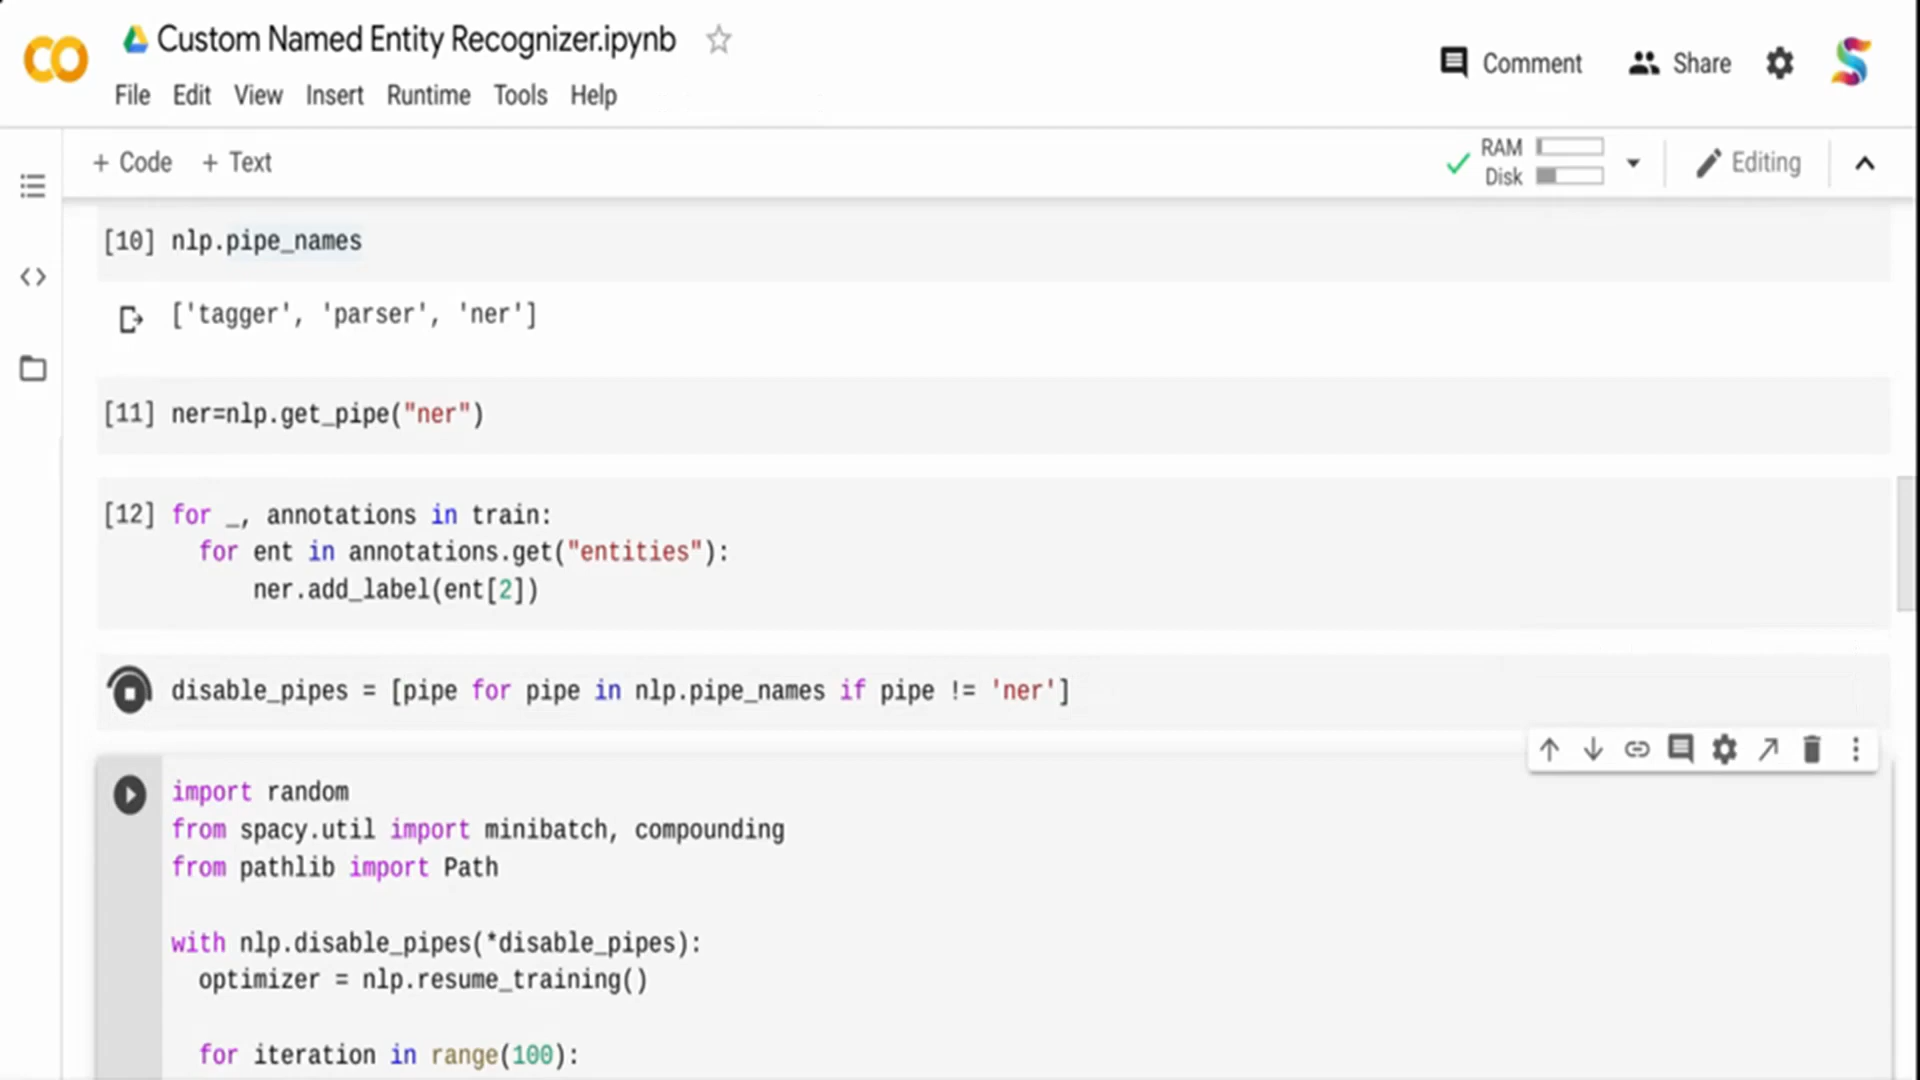 Custom Named Entity Recognizer.ipynb
File Edit View Insert Runtime Tools Help
Comment Share
+ Code + Text
RAM
Disk
Editing
[10] nlp.pipe_names
['tagger', 'parser', 'ner']
[11] ner=nlp.get_pipe("ner")
[12] for _, annotations in train:
for ent in annotations.get("entities"):
ner.add_label(ent[2])
disable_pipes = [pipe for pipe in nlp.pipe_names if pipe != 'ner']
import random
from spacy.util import minibatch, compounding
from pathlib import Path
with nlp.disable_pipes(*disable_pipes):
optimizer = nlp.resume_training()
for iteration in range(100):